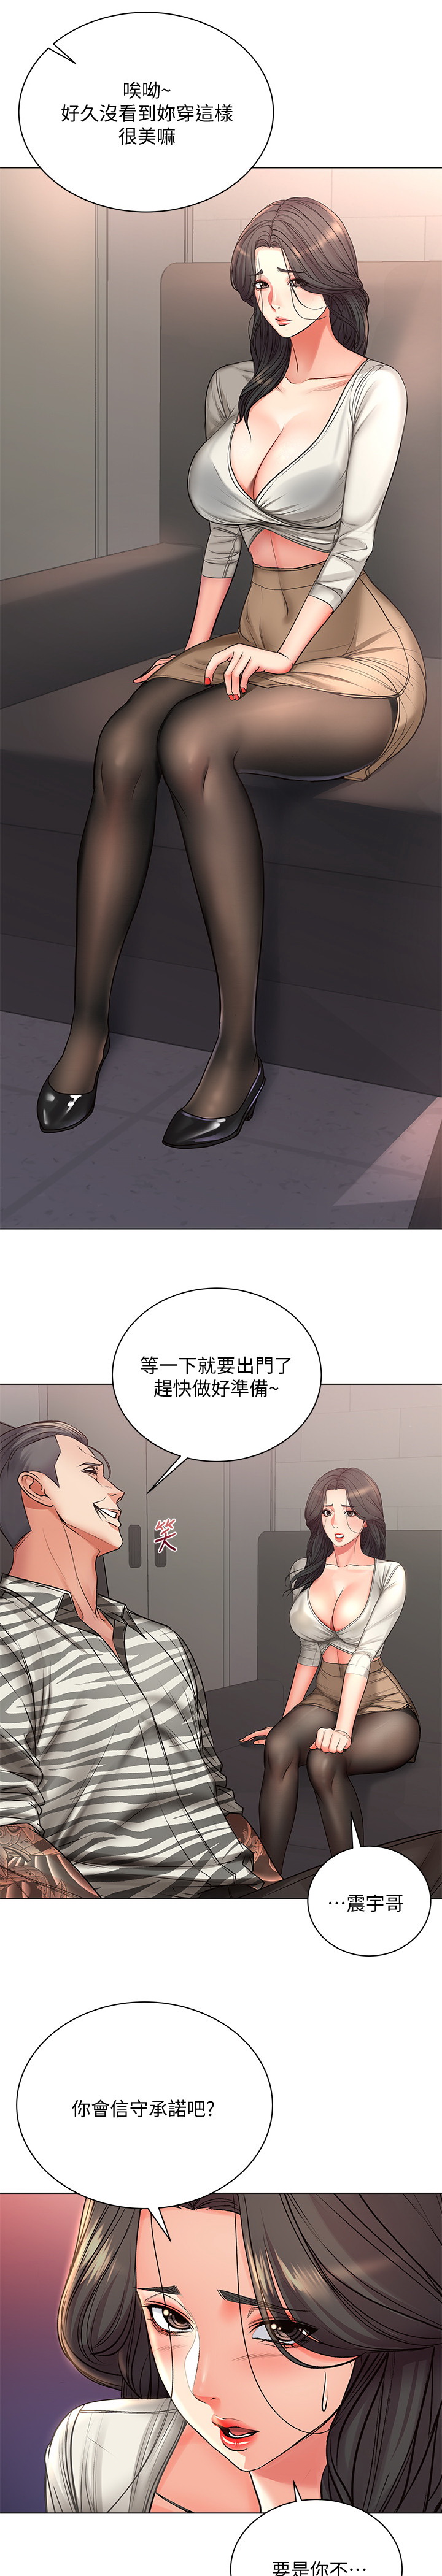 唉呦~
好久沒看到妳穿這樣
很美嘛
等一下就要出門了
趕快做好準備~
笑
…震宇哥
你會信守承諾吧?
要是你不…